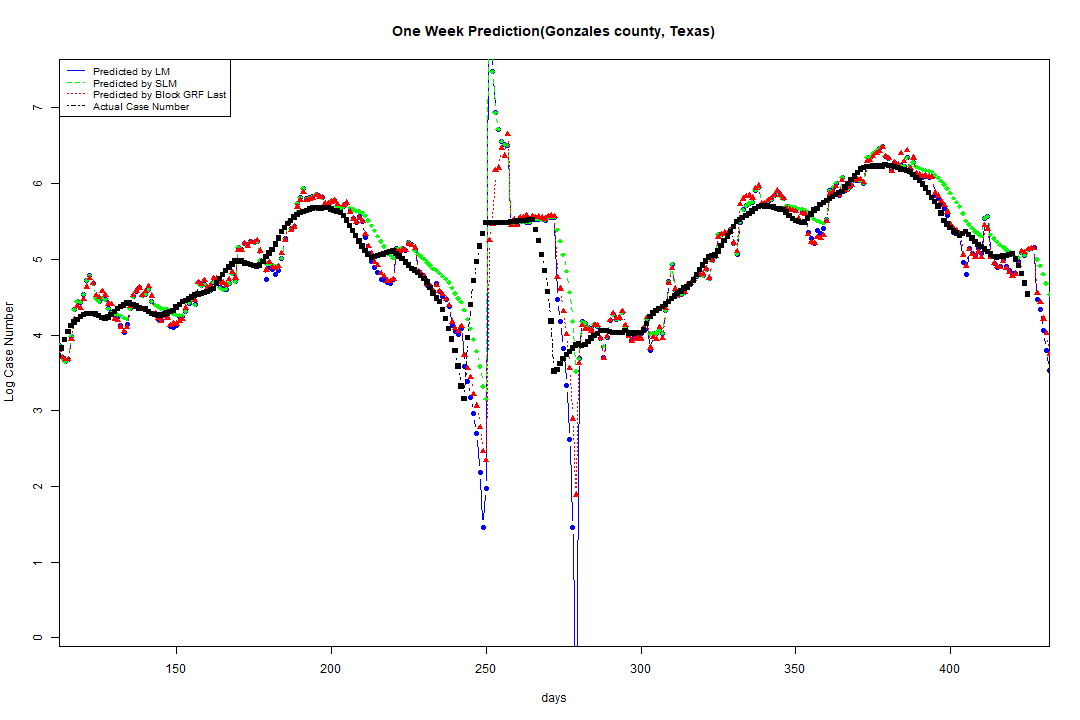 One Week Prediction(Gonzales county, Texas)
Predicted by LM
Predicted by SLM
Predicted by Block GRF Last
Actual Case Number
Log Case Number
7
6
5
4
3
2
1
0
150 200 250 300 350 400
days